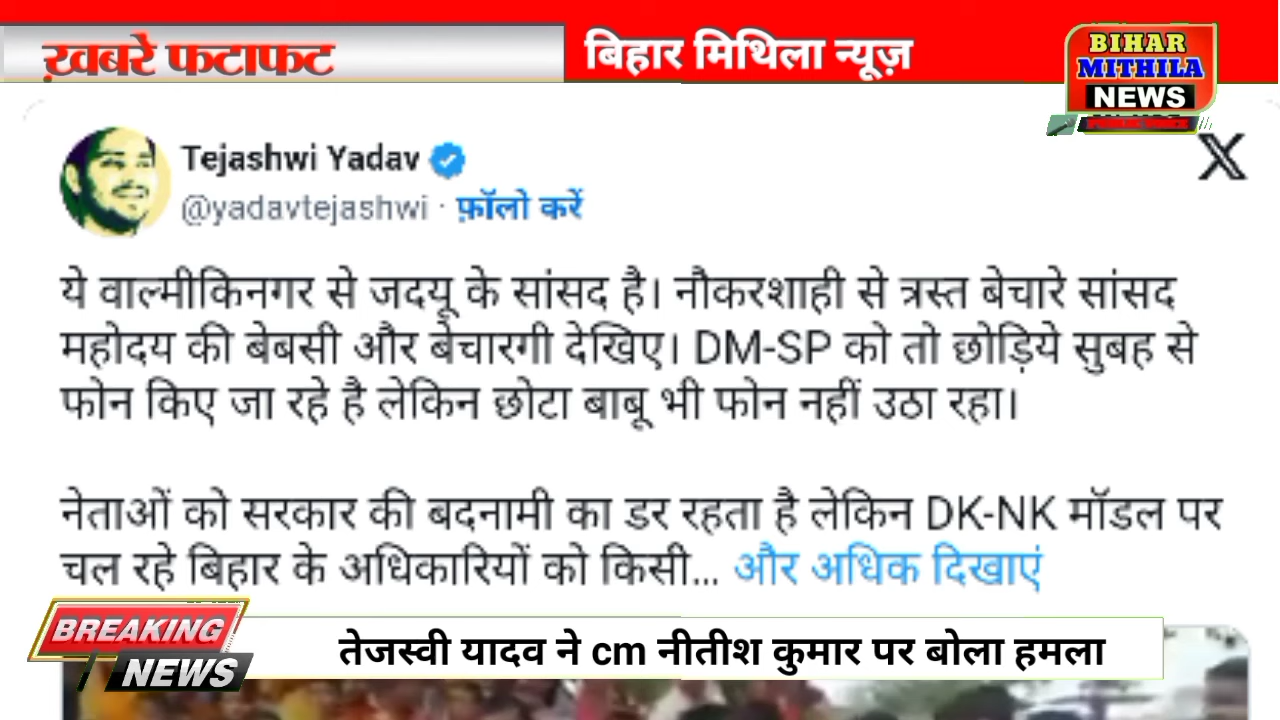 ख़बरे फटाफट
बिहार मिथिला न्यूज़
BIHAR
MITHILA
NEWS
Tejashwi Yadav
@yadavtejashwi · फ़ॉलो करें
ये वाल्मीकिनगर से जदयू के सांसद है। नौकरशाही से त्रस्त बेचारे सांसद
महोदय की बेबसी और बेचारगी देखिए। DM-SP को तो छोड़िये सुबह से
फोन किए जा रहे है लेकिन छोटा बाबू भी फोन नहीं उठा रहा।
नेताओं को सरकार की बदनामी का डर रहता है लेकिन DK-NK मॉडल पर
चल रहे बिहार के अधिकारियों को किसी... और अधिक दिखाएं
BREAKING
NEWS
तेजस्वी यादव ने cm नीतीश कुमार पर बोला हमला